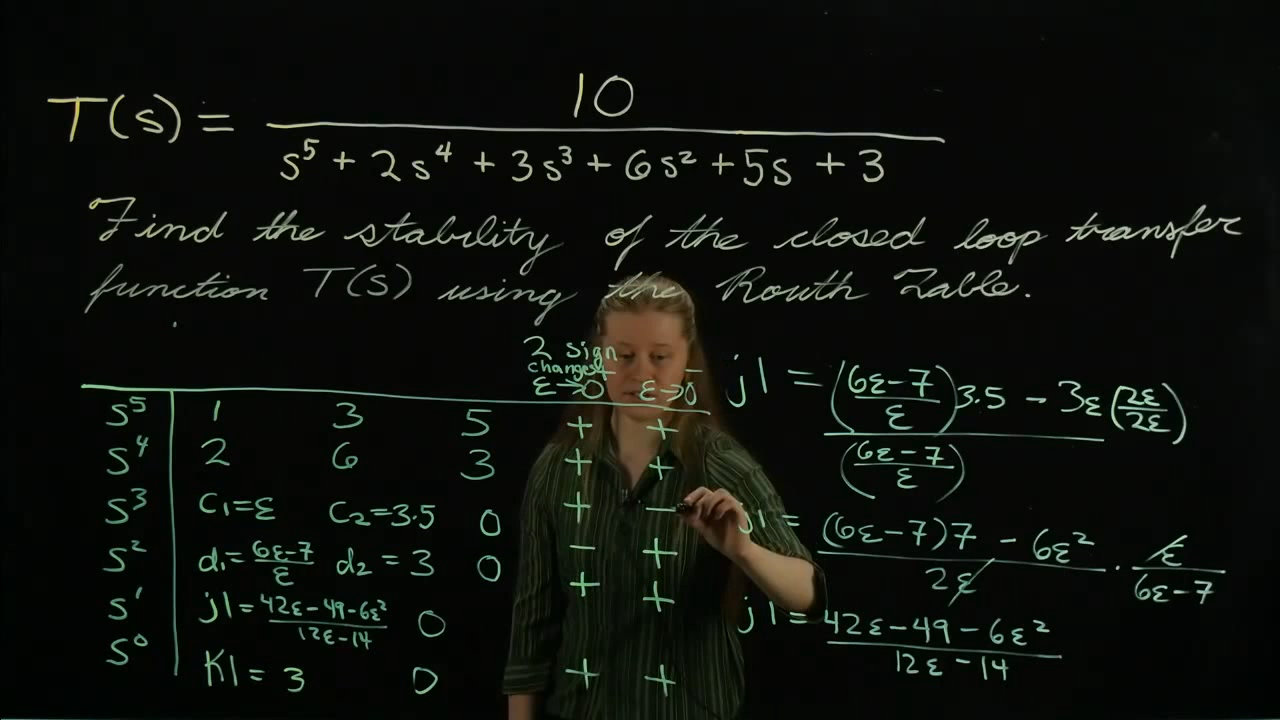 T(s) = 10 / (s⁵ + 2s⁴ + 3s³ + 6s² + 5s + 3)
Find the stability of the closed loop transfer
function T(s) using the Routh Table.
2 sign
changes
ε→0⁺ ε→0⁻
s⁵ 1 3 5 + +
s⁴ 2 6 3 + +
s³ C₁=ε C₂=3.5 0 + −
s² d₁=(6ε−7)/ε d₂=3 0 − +
s¹ j1=(42ε−49−6ε²)/(12ε−14) 0 + +
s⁰ K1=3 0 + +
j1 = (((6ε−7)/ε)3.5 − 3ε(2ε/2ε)) / ((6ε−7)/ε)
j1 = ((6ε−7)7 − 6ε²)/2ε · ε/(6ε−7)
j1 = (42ε−49−6ε²)/(12ε−14)